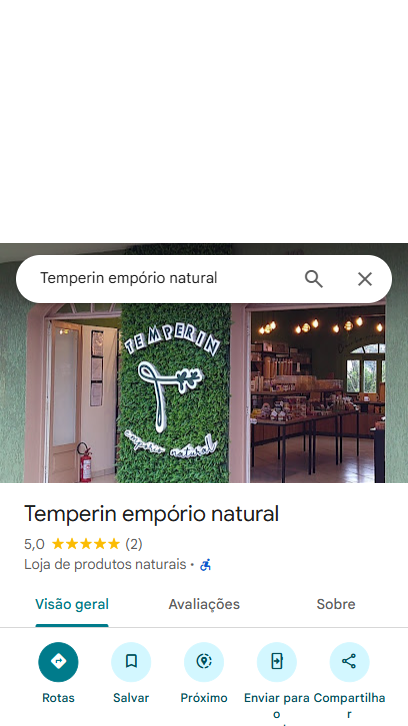 Temperin empório natural
TEMPERIN
empório natural
Temperin empório natural
5,0 (2)
Loja de produtos naturais ·
Visão geral Avaliações Sobre
Rotas Salvar Próximo Enviar para o Compartilhar